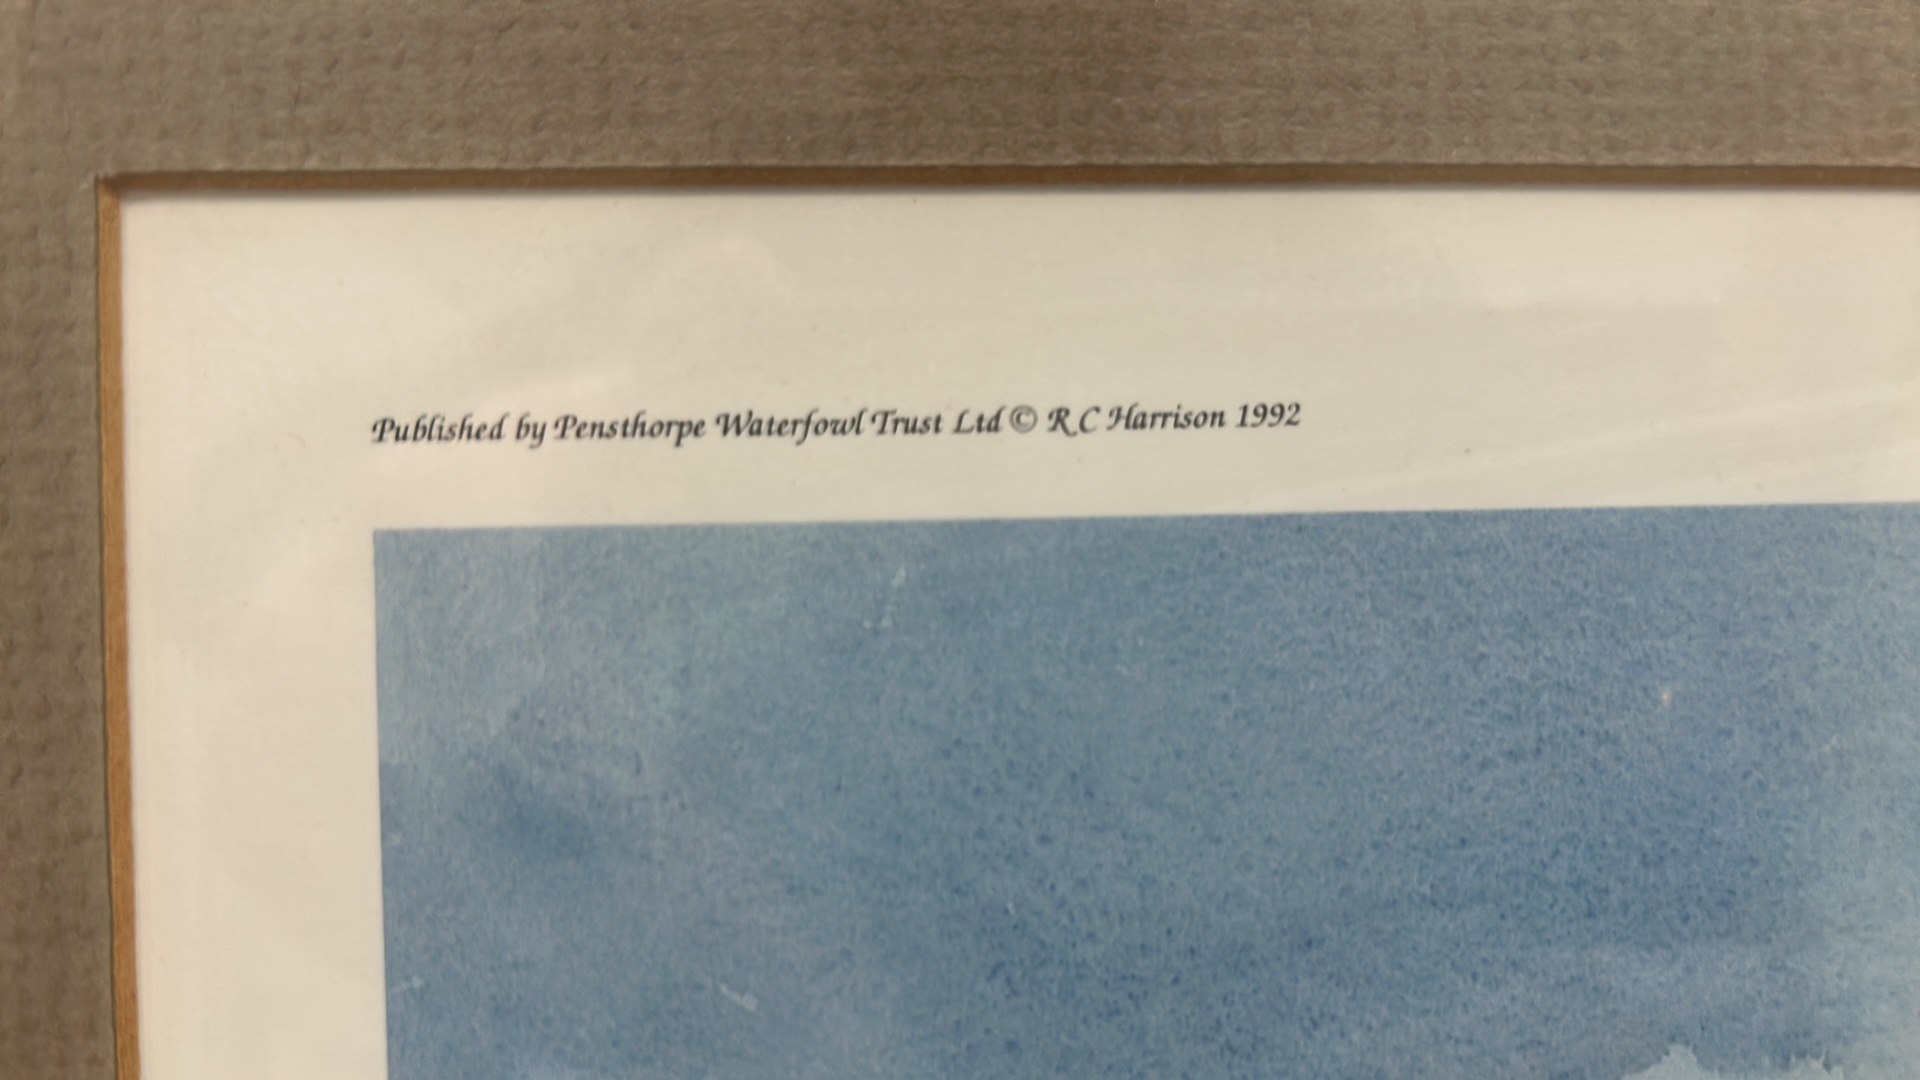 Published by Pensthorpe Waterfowl Trust Ltd © R C Harrison 1992